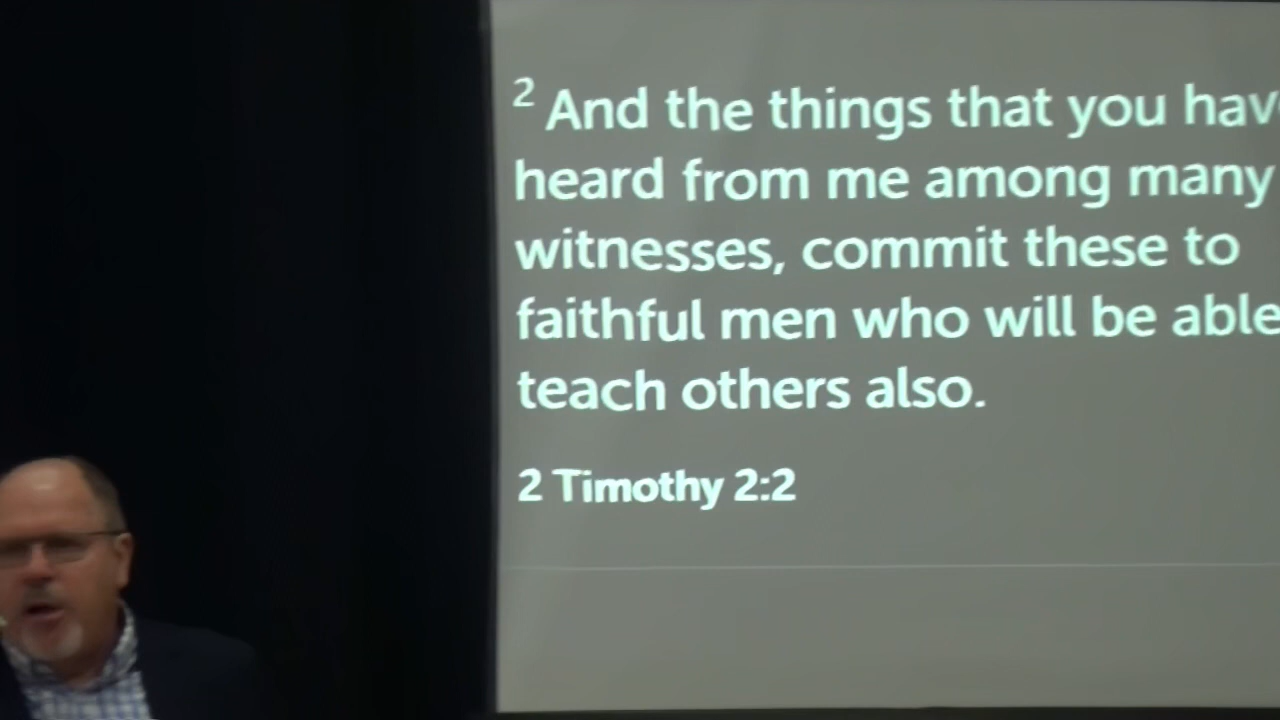 2 And the things that you hav
heard from me among many
witnesses, commit these to
faithful men who will be able
teach others also.
2 Timothy 2:2